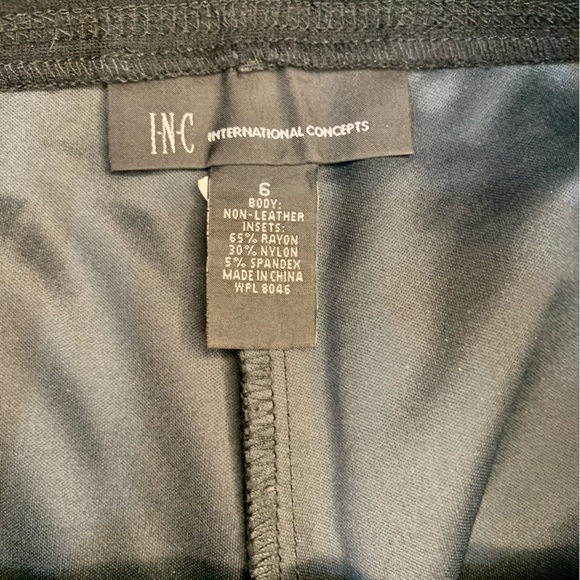 I·N·C INTERNATIONAL CONCEPTS
6
BODY:
NON-LEATHER
INSETS:
65% RAYON
30% NYLON
5% SPANDEX
MADE IN CHINA
WPL 8046